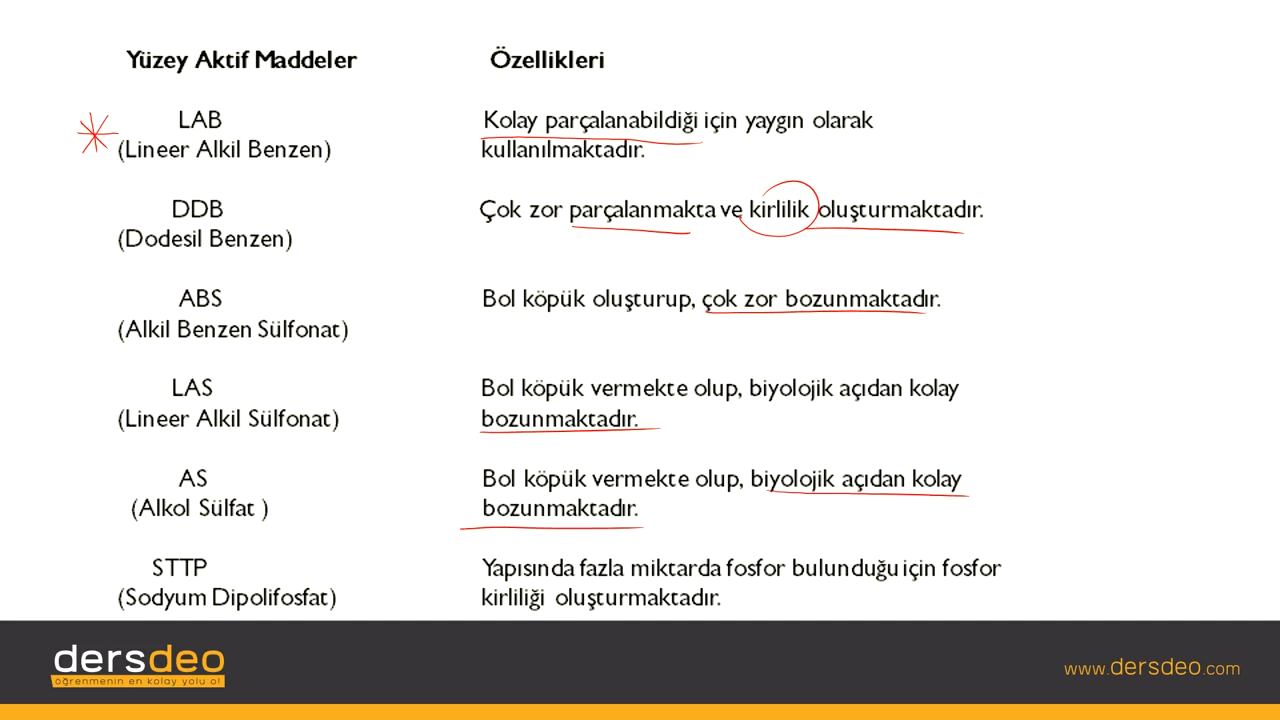 Yüzey Aktif Maddeler Özellikleri
LAB Kolay parçalanabildiği için yaygın olarak
(Lineer Alkil Benzen) kullanılmaktadır.
DDB Çok zor parçalanmakta ve kirlilik oluşturmaktadır.
(Dodesil Benzen)
ABS Bol köpük oluşturup, çok zor bozunmaktadır.
(Alkil Benzen Sülfonat)
LAS Bol köpük vermekte olup, biyolojik açıdan kolay
(Lineer Alkil Sülfonat) bozunmaktadır.
AS Bol köpük vermekte olup, biyolojik açıdan kolay
(Alkol Sülfat ) bozunmaktadır.
STTP Yapısında fazla miktarda fosfor bulunduğu için fosfor
(Sodyum Dipolifosfat) kirliliği oluşturmaktadır.
dersdeo
öğrenmenin en kolay yolu o!
www.dersdeo.com